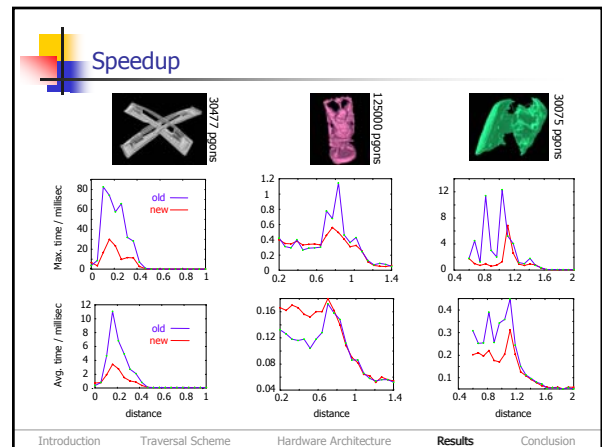 Speedup
30477 pgons
125000 pgons
30075 pgons
Max. time / millisec
80
60
40
20
0
old
new
0 0.2 0.4 0.6 0.8 1
1.2
1
0.8
0.6
0.4
0.2
0
0.2 0.6 1 1.4
12
8
4
0
0.4 0.8 1.2 1.6 2
Avg. time / millisec
12
10
8
6
4
2
0
old
new
0 0.2 0.4 0.6 0.8 1
distance
0.16
0.12
0.08
0.04
0.2 0.6 1 1.4
distance
0.4
0.3
0.2
0.1
0.4 0.8 1.2 1.6 2
distance
Introduction Traversal Scheme Hardware Architecture Results Conclusion